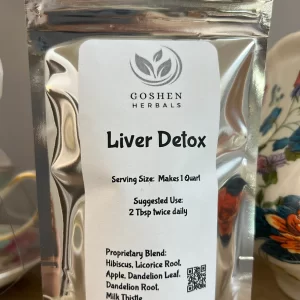 GOSHEN
HERBALS
Liver Detox
Serving Size: Makes 1 Quart
Suggested Use:
2 Tbsp twice daily
Proprietary Blend:
Hibiscus, Licorice Root,
Apple, Dandelion Leaf,
Dandelion Root,
Milk Thistle